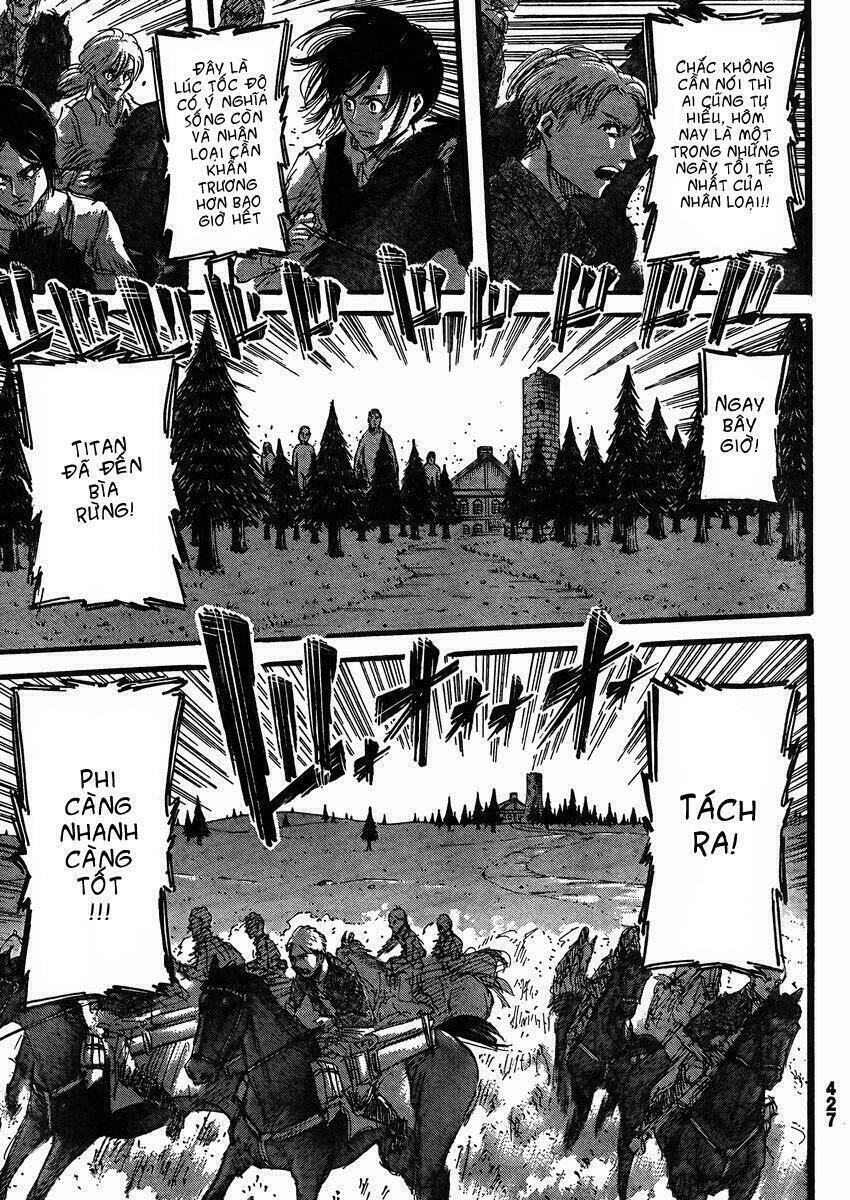 CHẮC KHÔNG
CẦN NÓI THÌ
AI CŨNG TỰ
HIỂU, HÔM
NAY LÀ MỘT
TRONG NHỮNG
NGÀY TỒI TỆ
NHẤT CỦA
NHÂN LOẠI!!
ĐÂY LÀ
LÚC TỐC ĐỘ
CÓ Ý NGHĨA
SỐNG CÒN
VÀ NHÂN
LOẠI CẦN
KHẨN
TRƯƠNG
HƠN BAO
GIỜ HẾT
NGAY
BÂY
GIỜ!
TITAN
ĐÃ ĐẾN
BÌA
RỪNG!
TÁCH
RA!
PHI
CÀNG
NHANH
CÀNG
TỐT
!!!
427